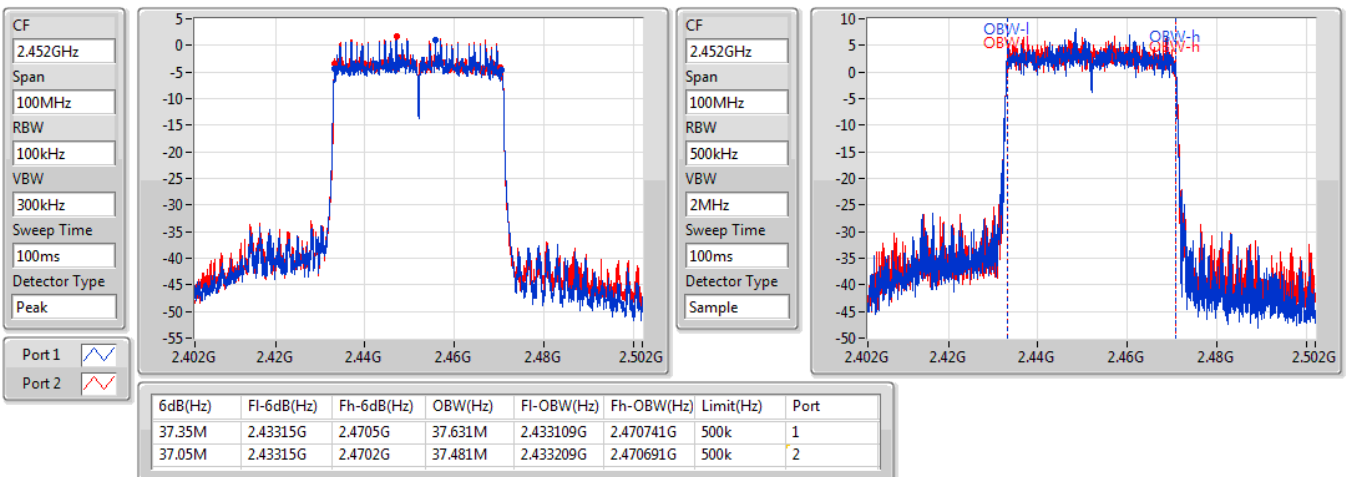 CF
2.452GHz
Span
100MHz
RBW
100kHz
VBW
300kHz
Sweep Time
100ms
Detector Type
Peak
5
0
-5
-10
-15
-20
-25
-30
-35
-40
-45
-50
-55
2.402G 2.42G 2.44G 2.46G 2.48G 2.502G
CF
2.452GHz
Span
100MHz
RBW
500kHz
VBW
2MHz
Sweep Time
100ms
Detector Type
Sample
10
5
0
-5
-10
-15
-20
-25
-30
-35
-40
-45
-50
OBW-l OBW-h
OBW-l OBW-h
2.402G 2.42G 2.44G 2.46G 2.48G 2.502G
Port 1
Port 2
6dB(Hz) Fl-6dB(Hz) Fh-6dB(Hz) OBW(Hz) Fl-OBW(Hz) Fh-OBW(Hz) Limit(Hz) Port
37.35M 2.43315G 2.4705G 37.631M 2.433109G 2.470741G 500k 1
37.05M 2.43315G 2.4702G 37.481M 2.433209G 2.470691G 500k 2